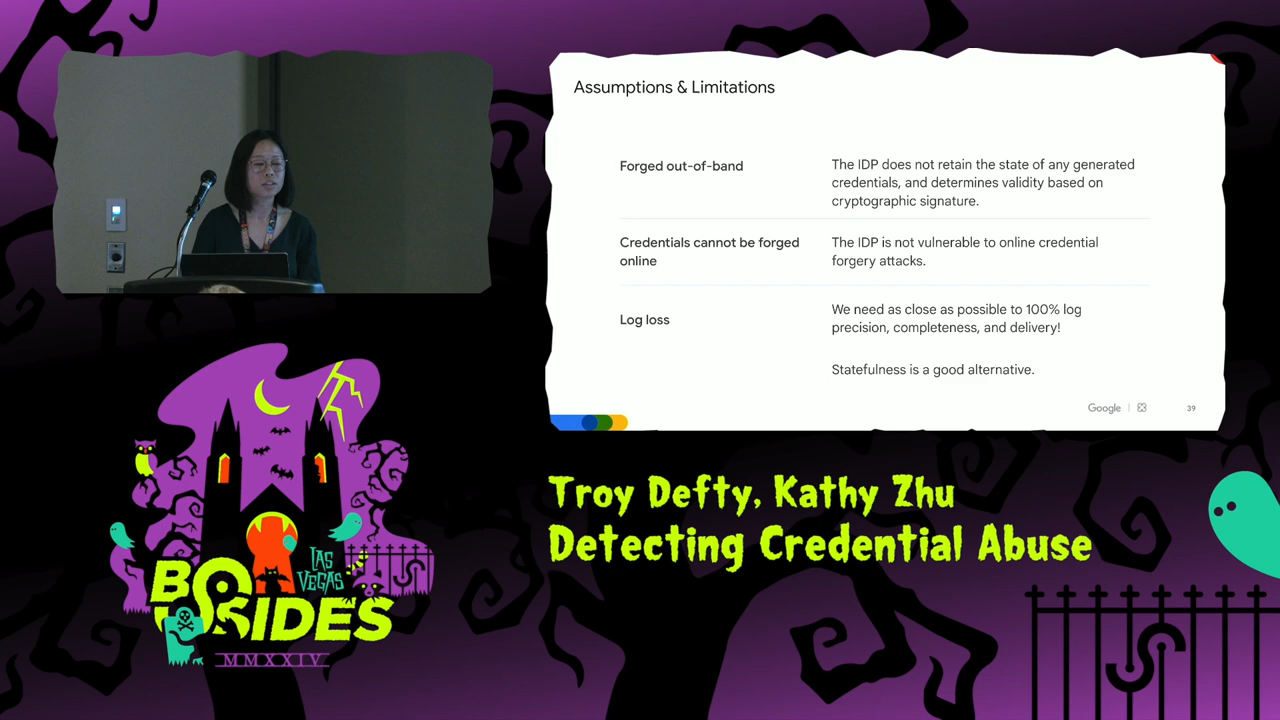 Assumptions & Limitations
Forged out-of-band
The IDP does not retain the state of any generated
credentials, and determines validity based on
cryptographic signature.
Credentials cannot be forged
online
The IDP is not vulnerable to online credential
forgery attacks.
Log loss
We need as close as possible to 100% log
precision, completeness, and delivery!
Statefulness is a good alternative.
Google
39
LAS
VEGAS
BSIDES
MMXXIV
Troy Defty, Kathy Zhu
Detecting Credential Abuse